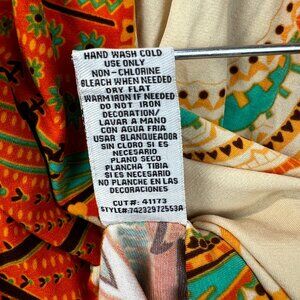 HAND WASH COLD
USE ONLY
NON-CHLORINE
BLEACH WHEN NEEDED
DRY FLAT
WARM IRON IF NEEDED
DO NOT IRON
DECORATION/
LAVAR A MANO
CON AGUA FRIA
USAR BLANQUEADOR
SIN CLORO SI ES
NECESARIO
PLANO SECO
PLANCHA TIBIA
SI ES NECESARIO
NO PLANCHE EN LAS
DECORACIONES
CUT#: 41173
STYLE#:74232972553A